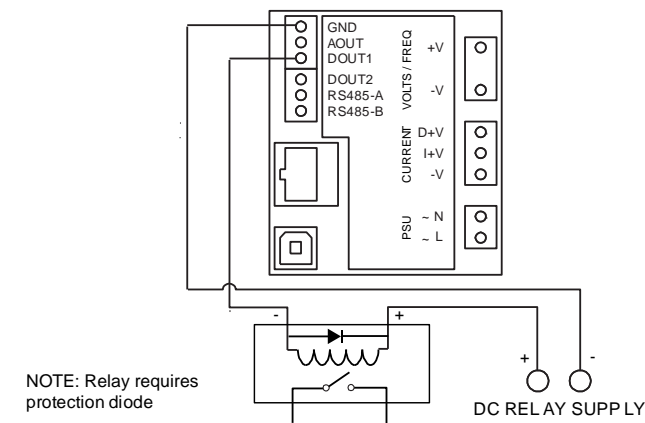 GND
AOUT
DOUT1
DOUT2
RS485-A
RS485-B
VOLTS / FREQ
+V
-V
CURRENT
D+V
I+V
-V
PSU
~ N
~ L
- +
+ -
NOTE: Relay requires
protection diode
DC RELAY SUPPLY